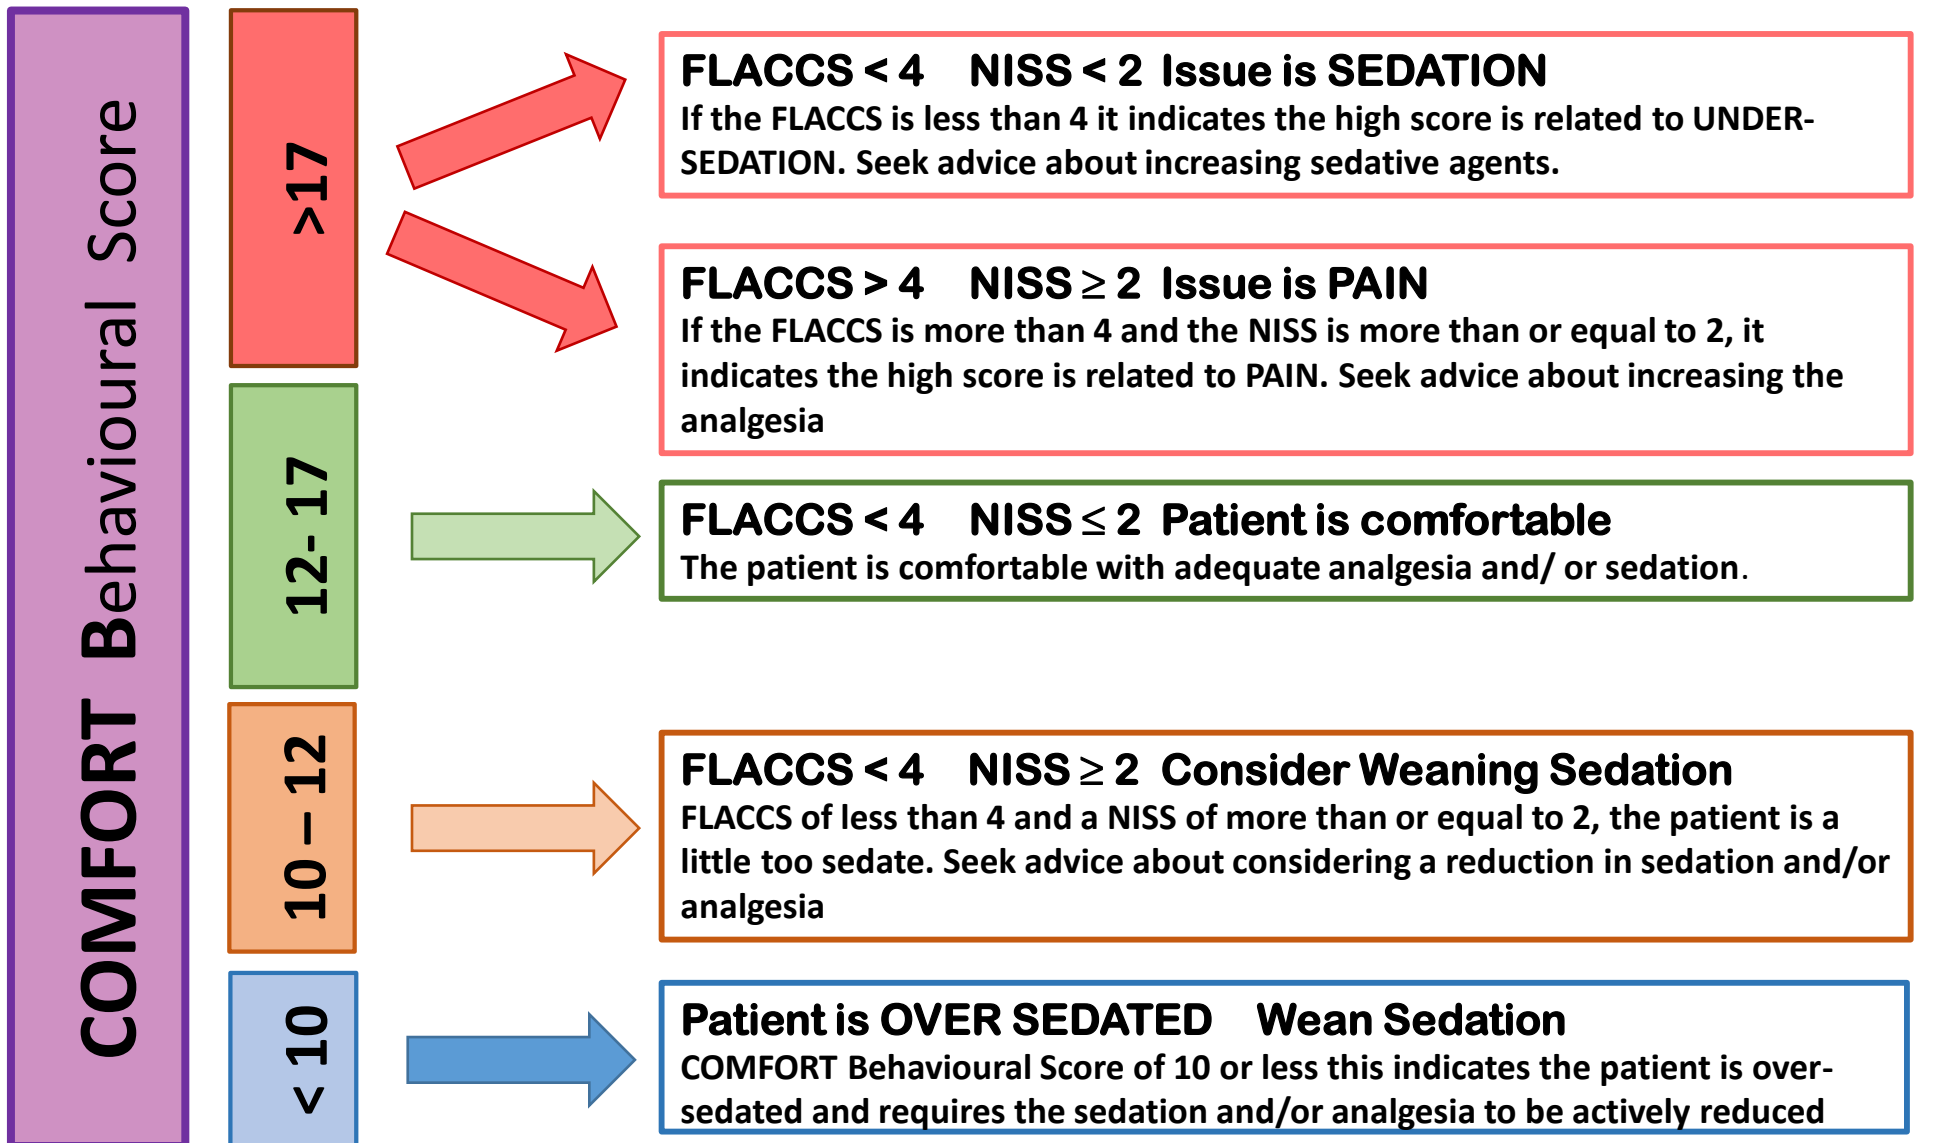 COMFORT Behavioural Score
>17
FLACCS < 4 NISS < 2 Issue is SEDATION
If the FLACCS is less than 4 it indicates the high score is related to UNDER-
SEDATION. Seek advice about increasing sedative agents.
FLACCS > 4 NISS ≥ 2 Issue is PAIN
If the FLACCS is more than 4 and the NISS is more than or equal to 2, it
indicates the high score is related to PAIN. Seek advice about increasing the
analgesia
12- 17
FLACCS < 4 NISS ≤ 2 Patient is comfortable
The patient is comfortable with adequate analgesia and/ or sedation.
10 – 12
FLACCS < 4 NISS ≥ 2 Consider Weaning Sedation
FLACCS of less than 4 and a NISS of more than or equal to 2, the patient is a
little too sedate. Seek advice about considering a reduction in sedation and/or
analgesia
< 10
Patient is OVER SEDATED Wean Sedation
COMFORT Behavioural Score of 10 or less this indicates the patient is over-
sedated and requires the sedation and/or analgesia to be actively reduced